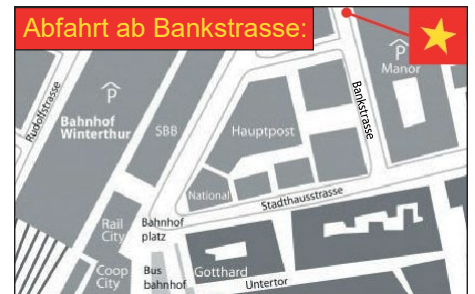 Abfahrt ab Bankstrasse:
P
Manor
Rudolfstrasse
P
Bahnhof
Winterthur
SBB
Hauptpost
Bankstrasse
National
Stadthausstrasse
Rail
City
Bahnhof
platz
Coop
City
Bus
bahnhof
Gotthard
Untertor